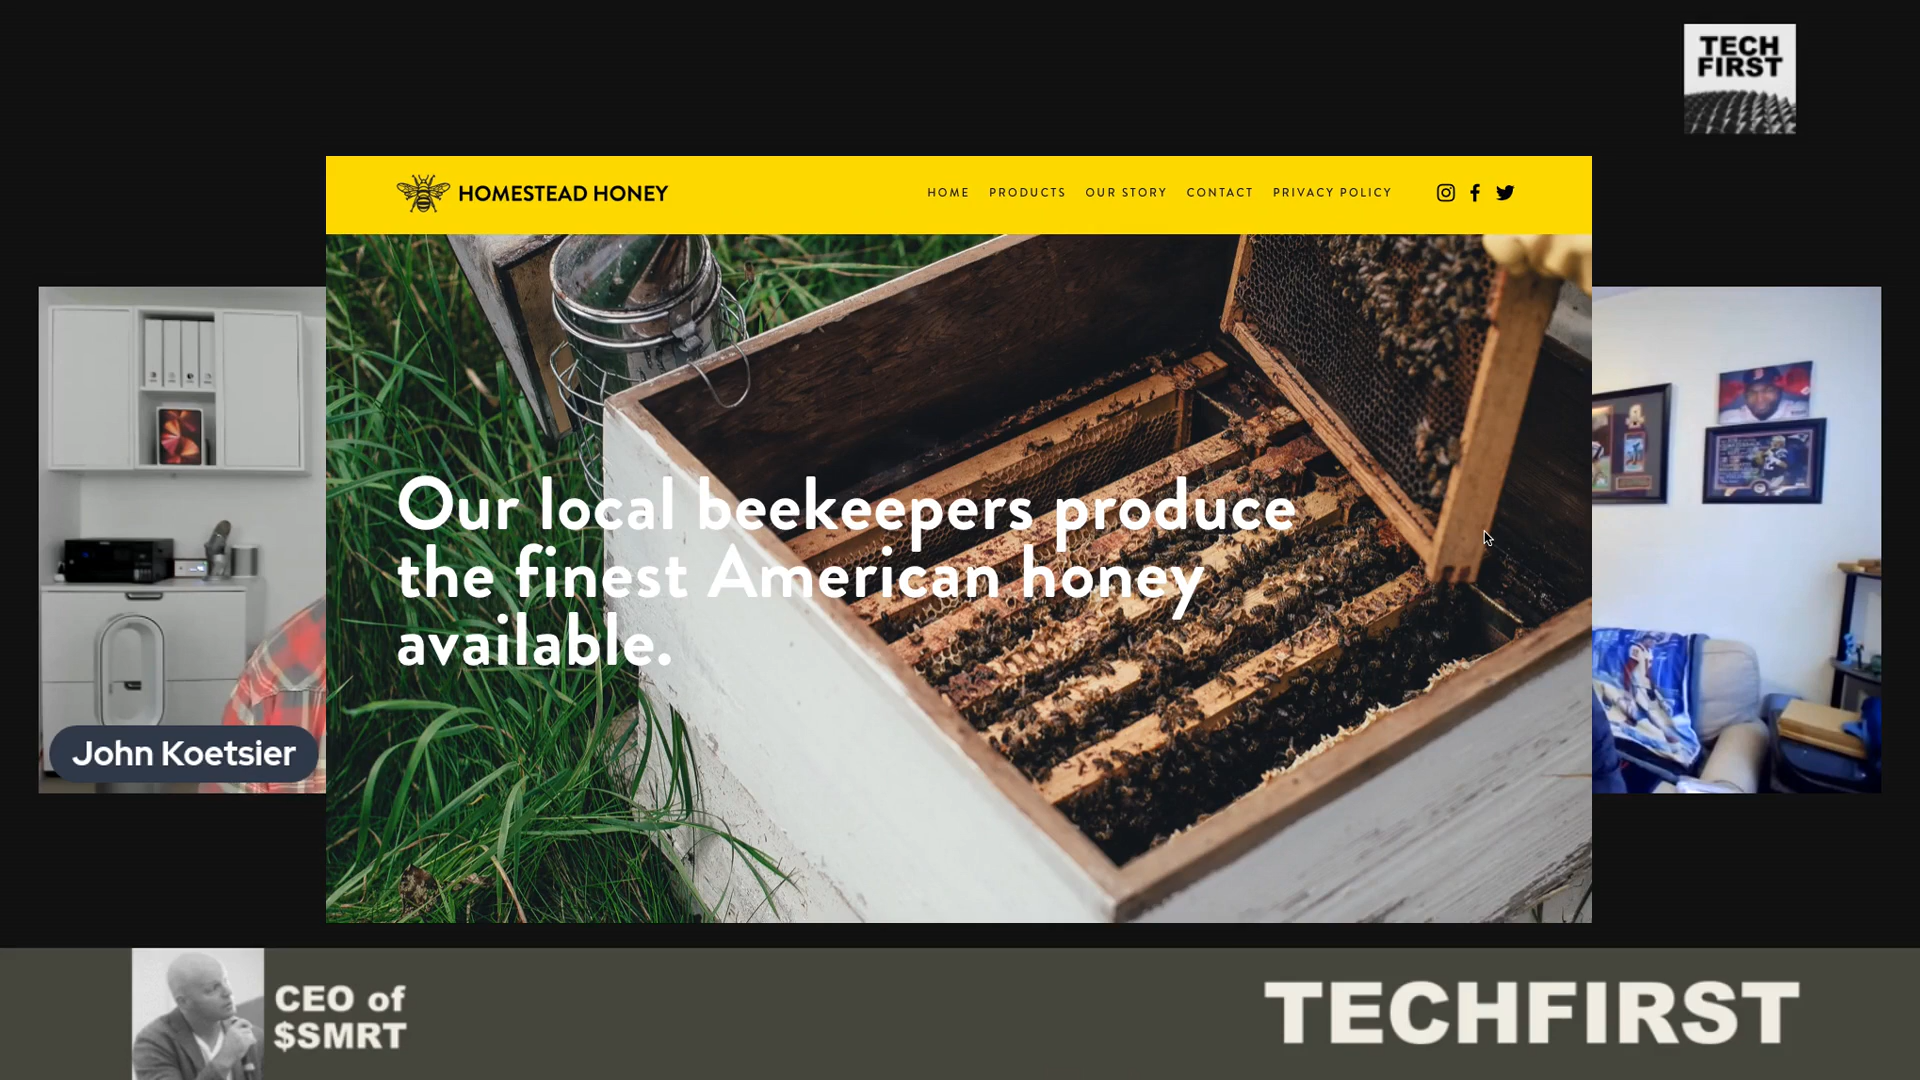 TECH
FIRST
HOMESTEAD HONEY
HOME PRODUCTS OUR STORY CONTACT PRIVACY POLICY
Our local beekeepers produce
the finest American honey
available.
John Koetsier
CEO of
$SMRT
TECHFIRST